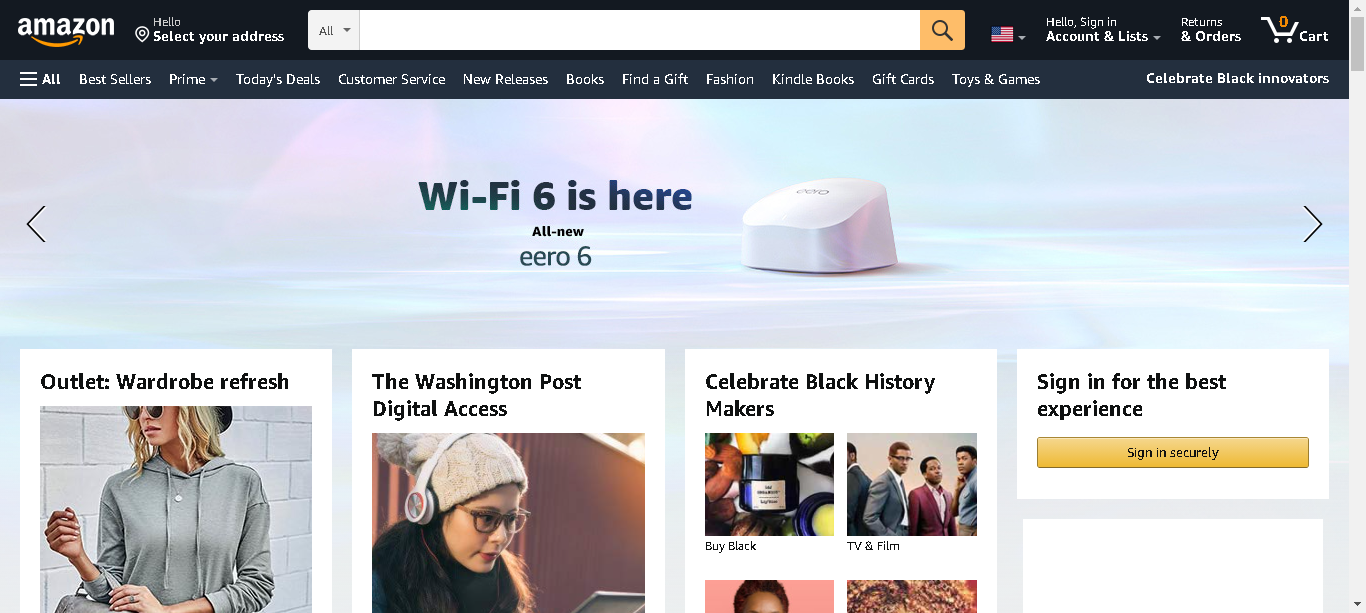 amazon
Hello
Select your address
All
Hello, Sign in
Account & Lists
Returns
& Orders
0
Cart
All
Best Sellers
Prime
Today's Deals
Customer Service
New Releases
Books
Find a Gift
Fashion
Kindle Books
Gift Cards
Toys & Games
Celebrate Black innovators
Wi-Fi 6 is here
All-new
eero 6
eero
Outlet: Wardrobe refresh
The Washington Post
Digital Access
Celebrate Black History
Makers
Buy Black
TV & Film
Sign in for the best
experience
Sign in securely